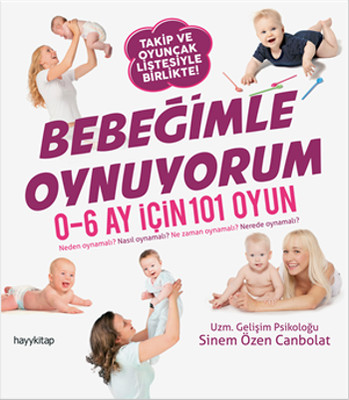 TAKİP VE
OYUNCAK
LİSTESİYLE
BİRLİKTE!
BEBEĞİMLE
OYNUYORUM
0-6 AY İÇİN 101 OYUN
Neden oynamalı? Nasıl oynamalı? Ne zaman oynamalı? Nerede oynamalı?
Uzm. Gelişim Psikoloğu
Sinem Özen Canbolat
hayykitap